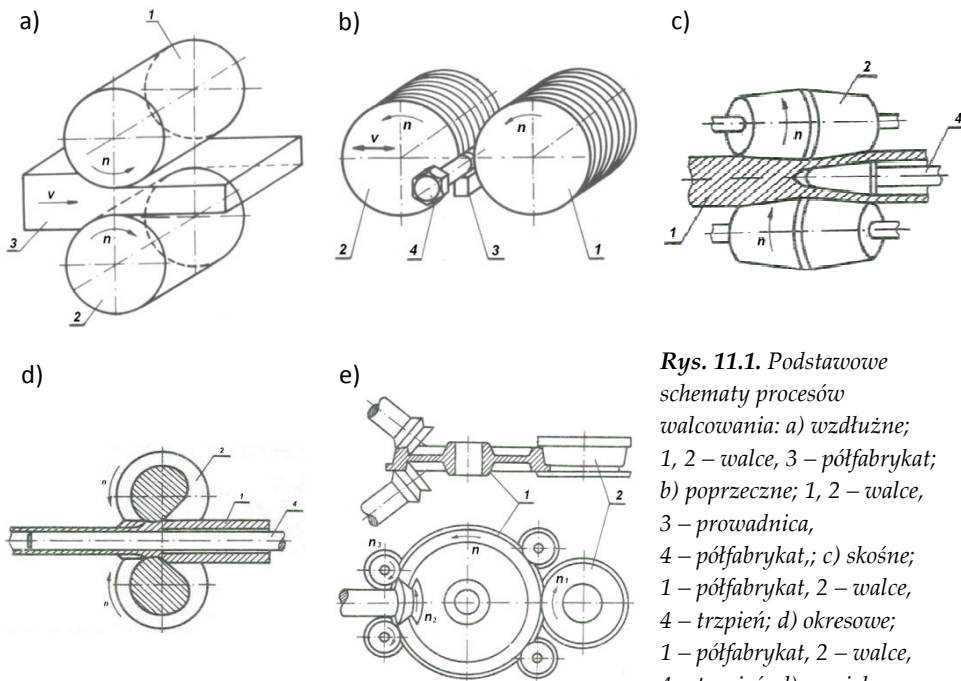 a)
1
n
v
3
n
2
b)
n
n
v
2
4
3
1
c)
2
n
4
1
n
d)
2
n
1
4
n
e)
1
2
n3
n
n1
n2
Rys. 11.1. Podstawowe
schematy procesów
walcowania: a) wzdłużne;
1, 2 – walce, 3 – półfabrykat;
b) poprzeczne; 1, 2 – walce,
3 – prowadnica,
4 – półfabrykat,; c) skośne;
1 – półfabrykat, 2 – walce,
4 – trzpień; d) okresowe;
1 – półfabrykat, 2 – walce,